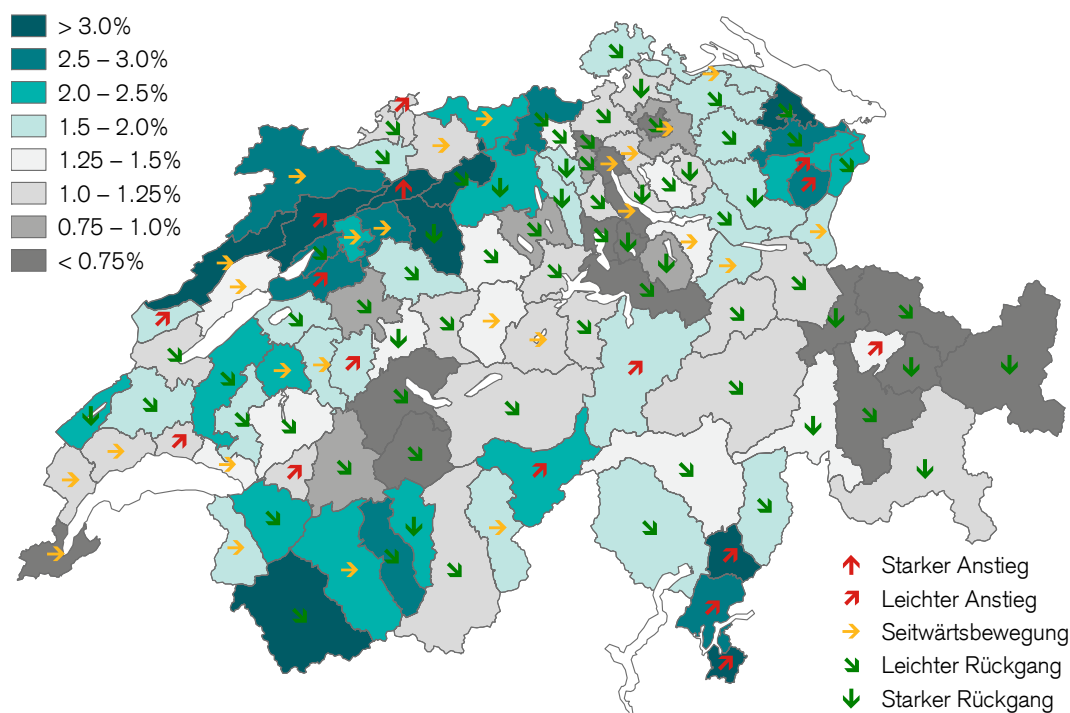 > 3.0%
2.5 – 3.0%
2.0 – 2.5%
1.5 – 2.0%
1.25 – 1.5%
1.0 – 1.25%
0.75 – 1.0%
< 0.75%
Starker Anstieg
Leichter Anstieg
Seitwärtsbewegung
Leichter Rückgang
Starker Rückgang